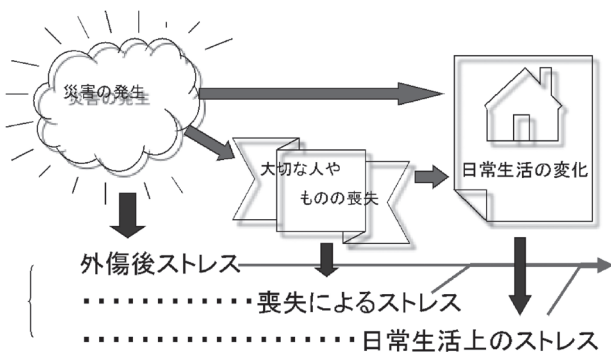 災害の発生
大切な人や
ものの喪失
日常生活の変化
外傷後ストレス
喪失によるストレス
日常生活上のストレス